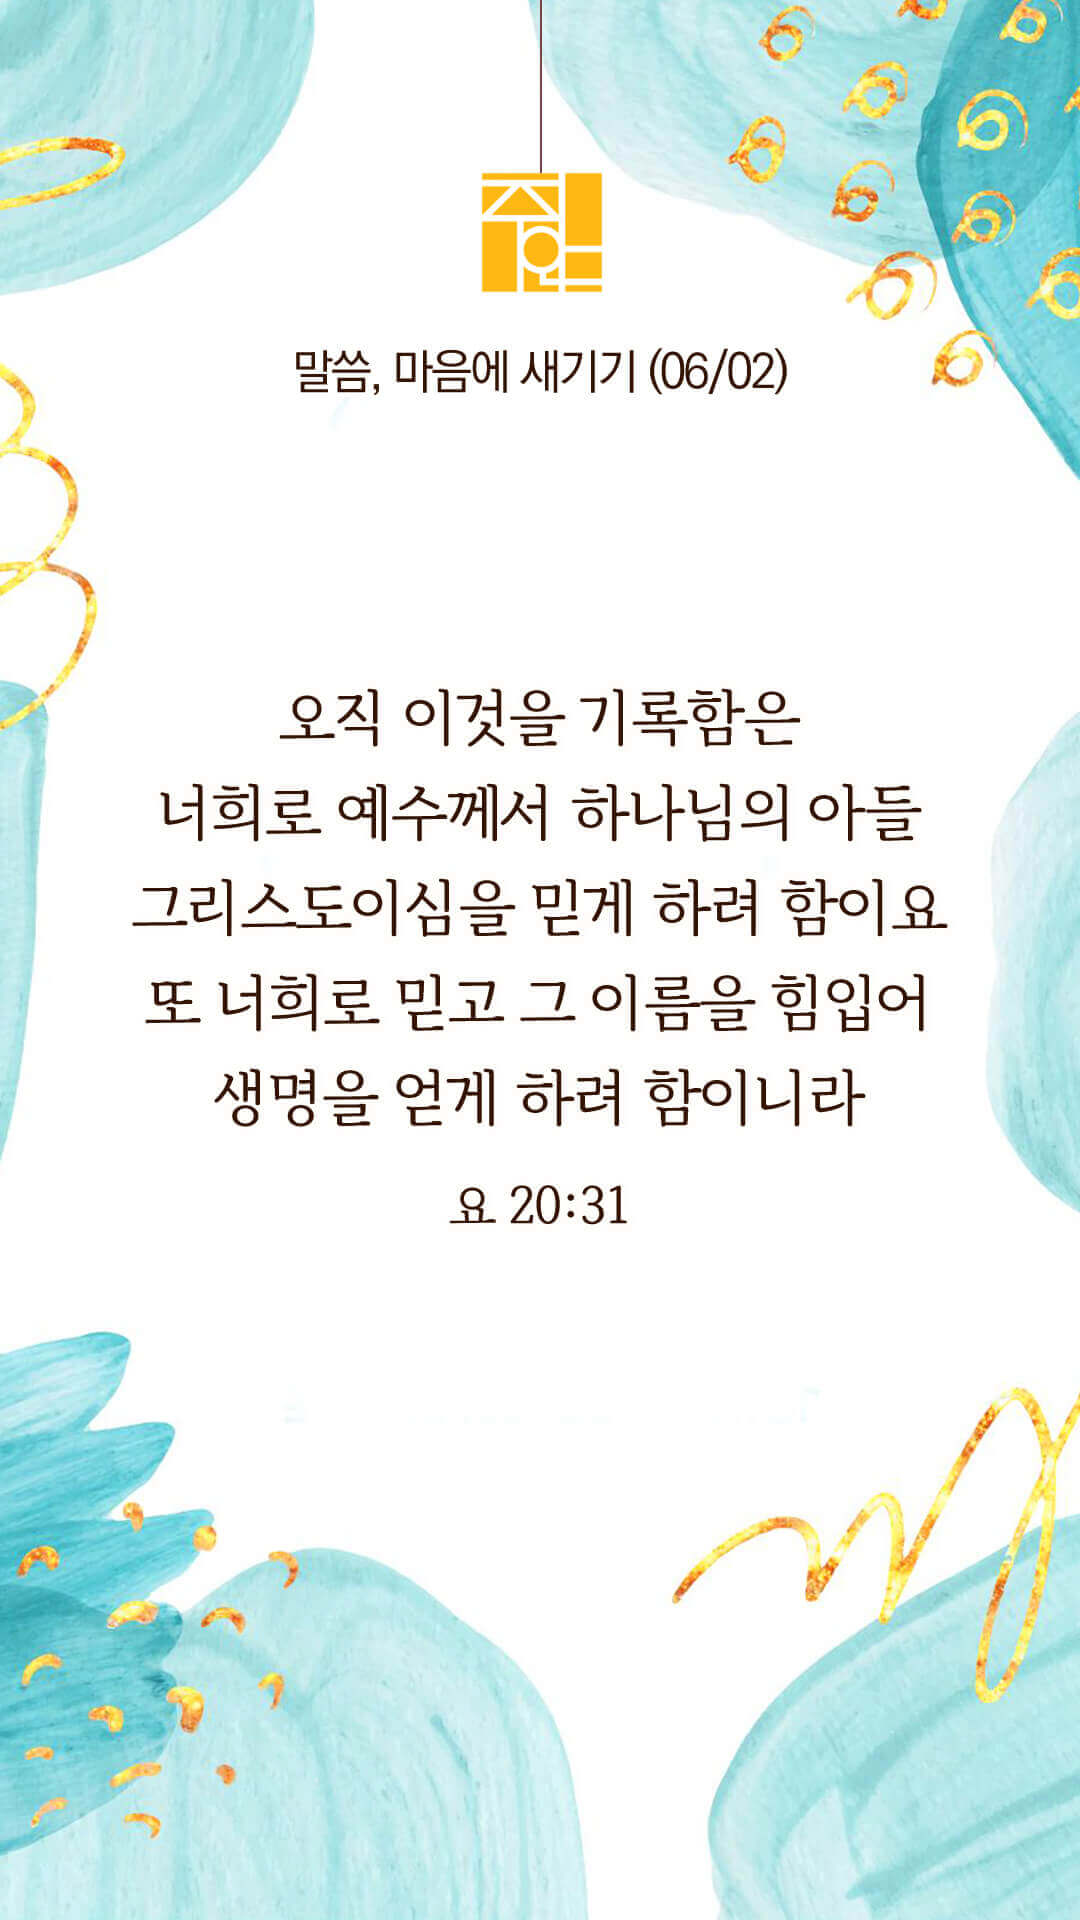 주안
말씀, 마음에 새기기 (06/02)
오직 이것을 기록함은
너희로 예수께서 하나님의 아들
그리스도이심을 믿게 하려 함이요
또 너희로 믿고 그 이름을 힘입어
생명을 얻게 하려 함이니라
요 20:31